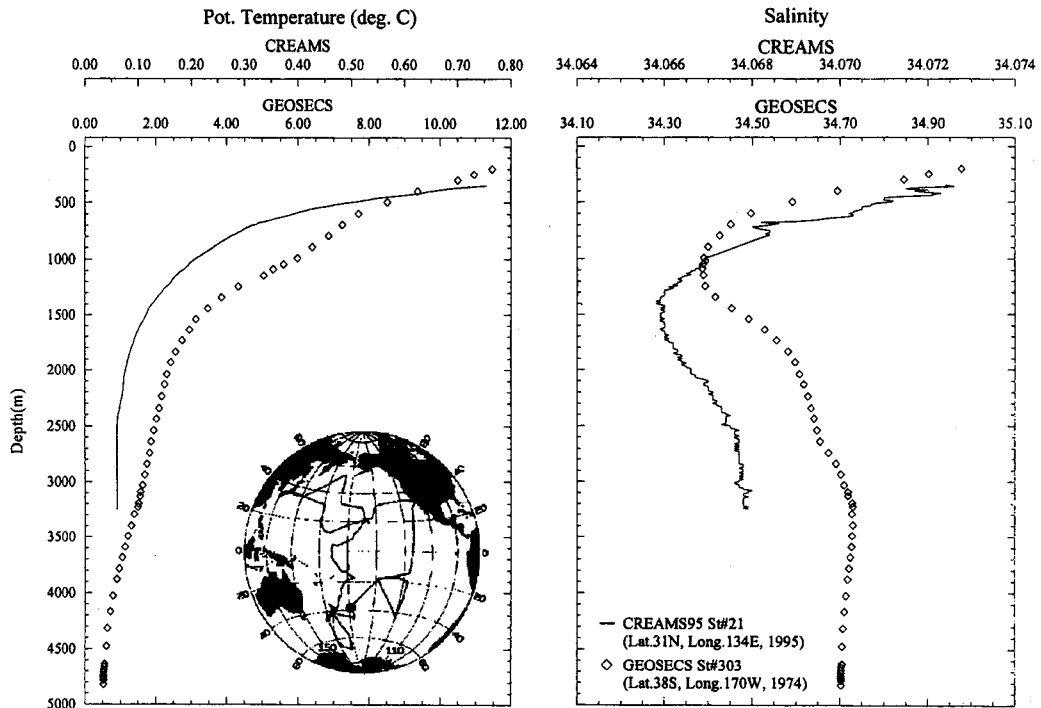 Pot. Temperature (deg. C)
CREAMS
0.00 0.10 0.20 0.30 0.40 0.50 0.60 0.70 0.80
GEOSECS
0.00 2.00 4.00 6.00 8.00 10.00 12.00
Salinity
CREAMS
34.064 34.066 34.068 34.070 34.072 34.074
GEOSECS
34.10 34.30 34.50 34.70 34.90 35.10
Depth(m)
0
500
1000
1500
2000
2500
3000
3500
4000
4500
5000
150 110
CREAMS95 St#21
(Lat.31N, Long.134E, 1995)
GEOSECS St#303
(Lat.38S, Long.170W, 1974)